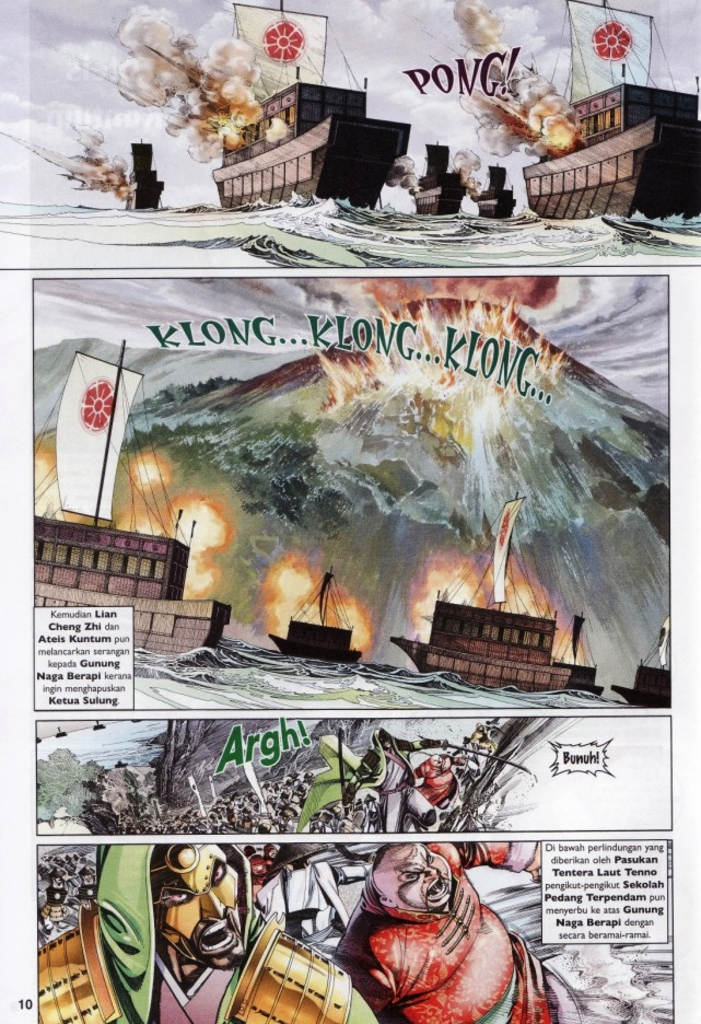 PONG!
KLONG...KLONG...KLONG...
Kemudian Lian
Cheng Zhi dan
Ateis Kuntum pun
melancarkan serangan
kepada Gunung
Naga Berapi kerana
ingin menghapuskan
Ketua Sulung.
Argh!
Bunuh!
Di bawah perlindungan yang
diberikan oleh Pasukan
Tentera Laut Tenno
pengikut-pengikut Sekolah
Pedang Terpendam pun
menyerbu ke atas Gunung
Naga Berapi dengan
secara beramai-ramai.
10